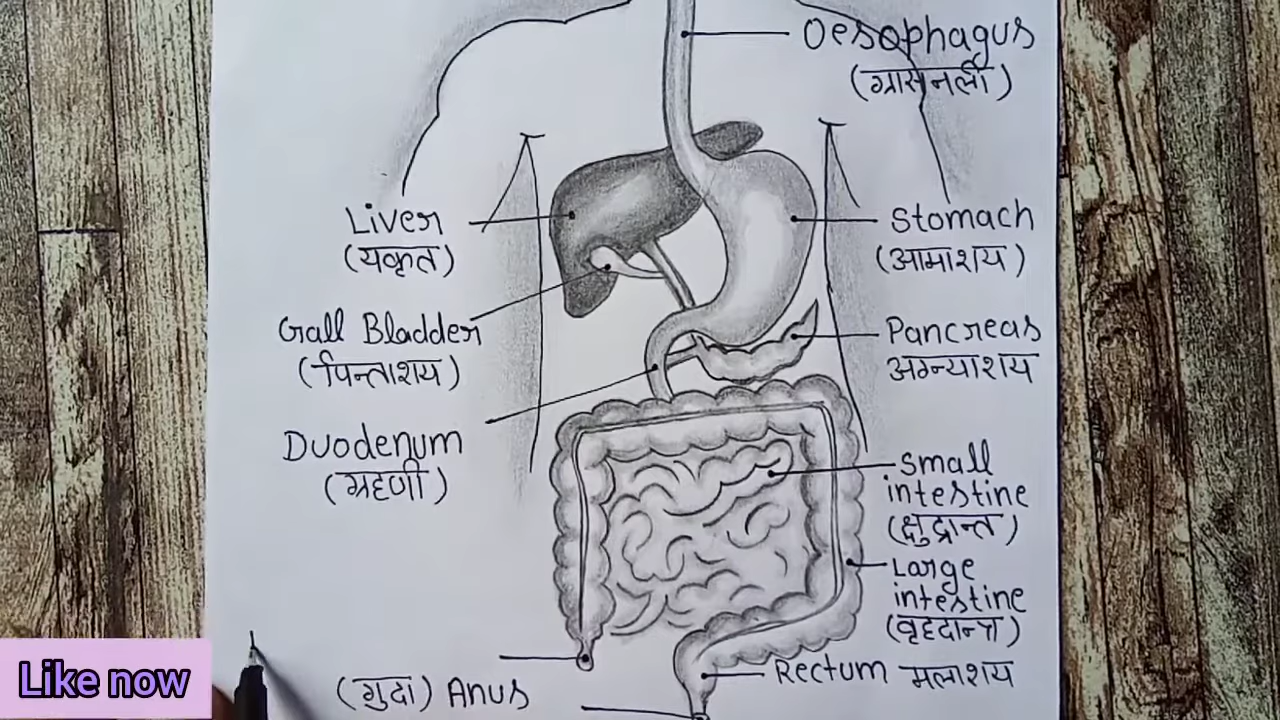 Oesophagus
(ग्रासनली)
Liver
(यकृत)
Stomach
(आमाशय)
Gall Bladder
(पिन्ताशय)
Pancreas
अग्न्याशय
Duodenum
(ग्रहणी)
Small
intestine
(क्षुद्रान्त)
Large
intestine
(वृहदान्त्र)
Rectum मलाशय
(गुदा) Anus
Like now